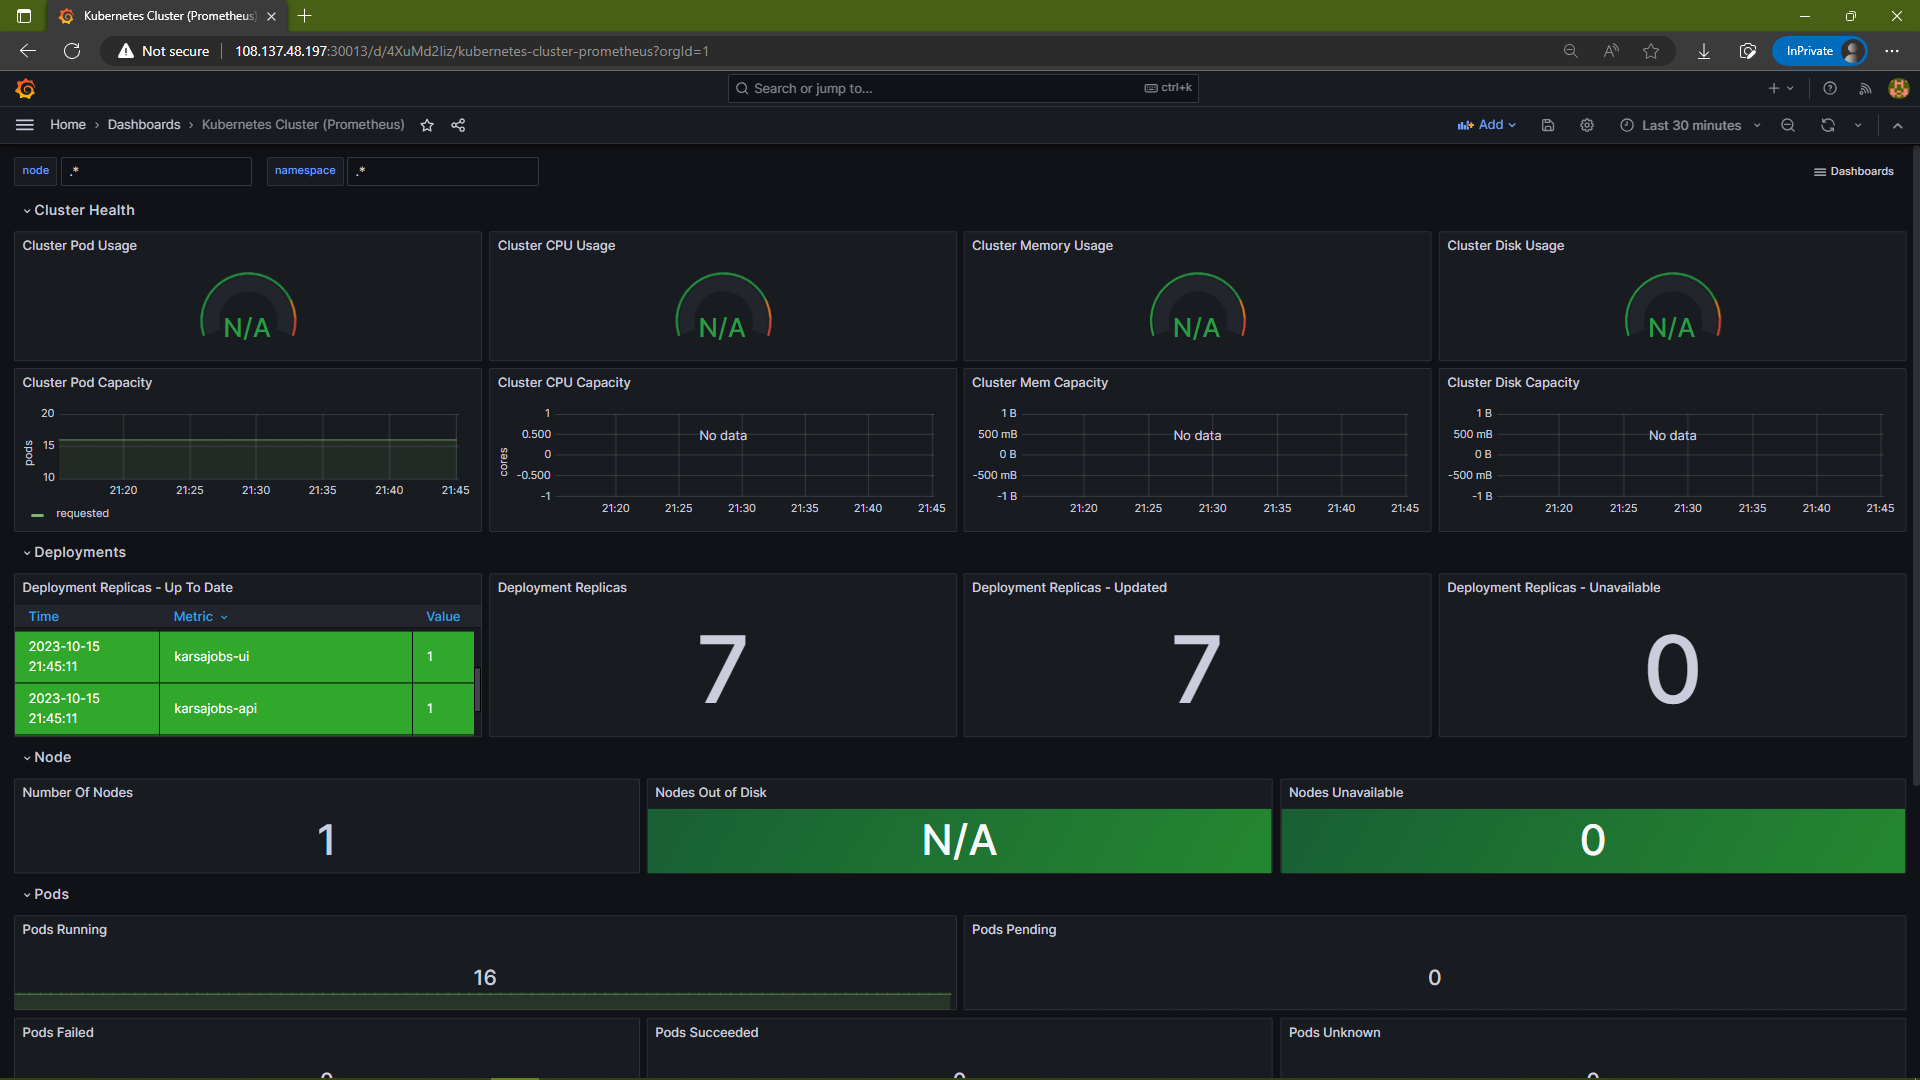 Kubernetes Cluster (Prometheus)
Not secure
108.137.48.197:30013/d/4XuMd2Iiz/kubernetes-cluster-prometheus?orgId=1
InPrivate
Search or jump to...
ctrl+k
Home › Dashboards › Kubernetes Cluster (Prometheus)
Add
Last 30 minutes
node .*
namespace .*
Dashboards
Cluster Health
Cluster Pod Usage
N/A
Cluster CPU Usage
N/A
Cluster Memory Usage
N/A
Cluster Disk Usage
N/A
Cluster Pod Capacity
pods
20
15
10
21:20 21:25 21:30 21:35 21:40 21:45
requested
Cluster CPU Capacity
cores
1
0.500
0
-0.500
-1
No data
21:20 21:25 21:30 21:35 21:40 21:45
Cluster Mem Capacity
1 B
500 mB
0 B
-500 mB
-1 B
No data
21:20 21:25 21:30 21:35 21:40 21:45
Cluster Disk Capacity
1 B
500 mB
0 B
-500 mB
-1 B
No data
21:20 21:25 21:30 21:35 21:40 21:45
Deployments
Deployment Replicas - Up To Date
Time Metric Value
2023-10-15
21:45:11
karsajobs-ui
1
2023-10-15
21:45:11
karsajobs-api
1
Deployment Replicas
7
Deployment Replicas - Updated
7
Deployment Replicas - Unavailable
0
Node
Number Of Nodes
1
Nodes Out of Disk
N/A
Nodes Unavailable
0
Pods
Pods Running
16
Pods Pending
0
Pods Failed
Pods Succeeded
Pods Unknown